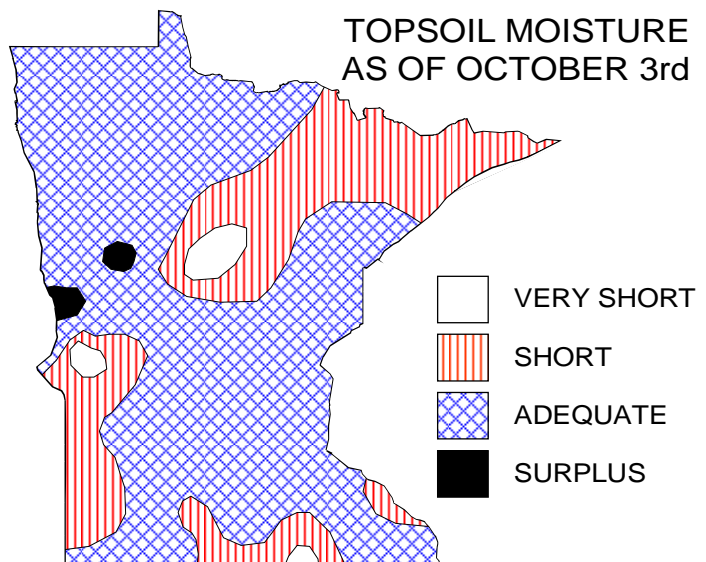 TOPSOIL MOISTURE
AS OF OCTOBER 3rd
VERY SHORT
SHORT
ADEQUATE
SURPLUS